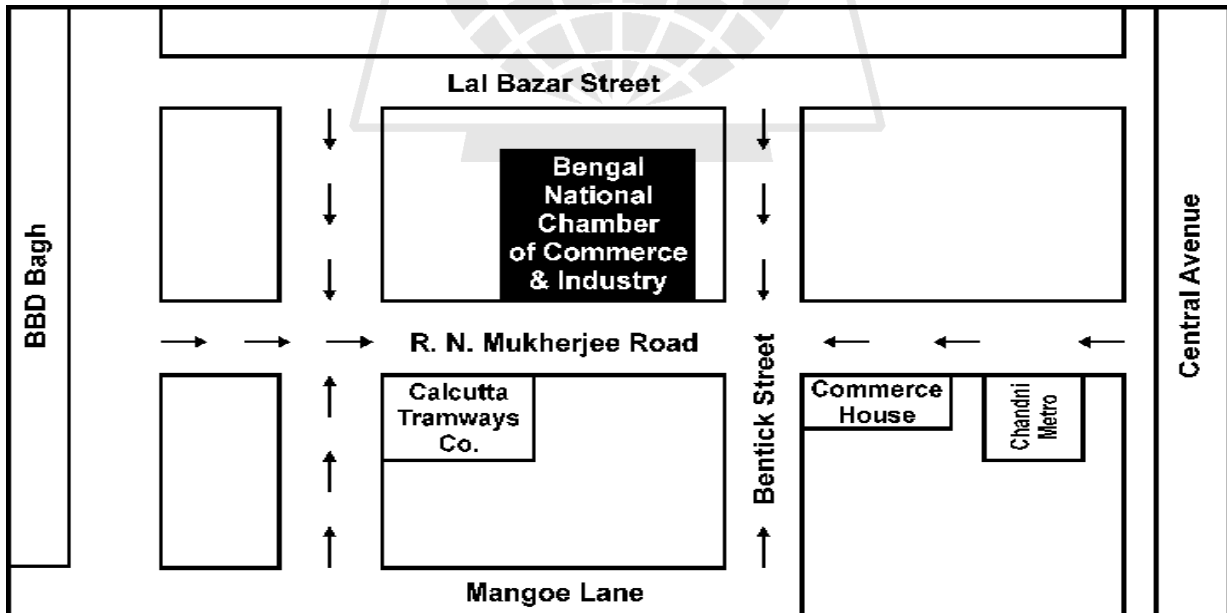 Lal Bazar Street
Bengal
National
Chamber
of Commerce
& Industry
BBD Bagh
Central Avenue
R. N. Mukherjee Road
Bentick Street
Calcutta
Tramways
Co.
Commerce
House
Chandni
Metro
Mangoe Lane